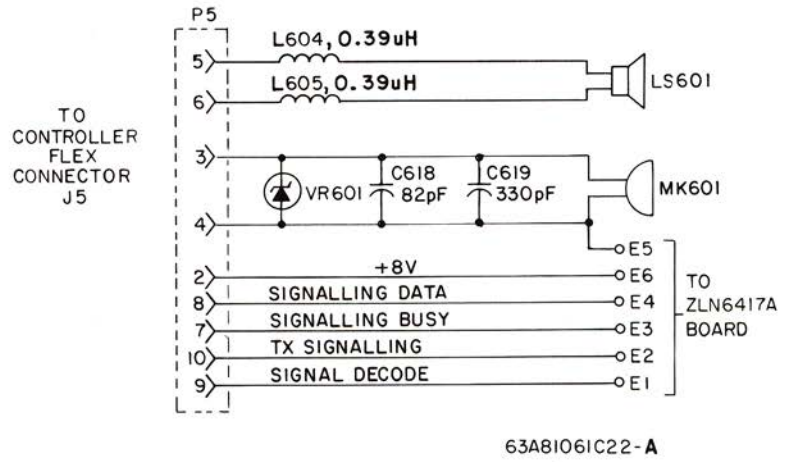 P5
5 L604, 0.39uH
LS601
6 L605, 0.39uH
TO
CONTROLLER
FLEX
CONNECTOR
J5
3
VR601
C618
82pF
C619
330pF
MK601
4
E5
2 +8V E6
8 SIGNALLING DATA E4
7 SIGNALLING BUSY E3
10 TX SIGNALLING E2
9 SIGNAL DECODE E1
TO
ZLN6417A
BOARD
63A81061C22-A